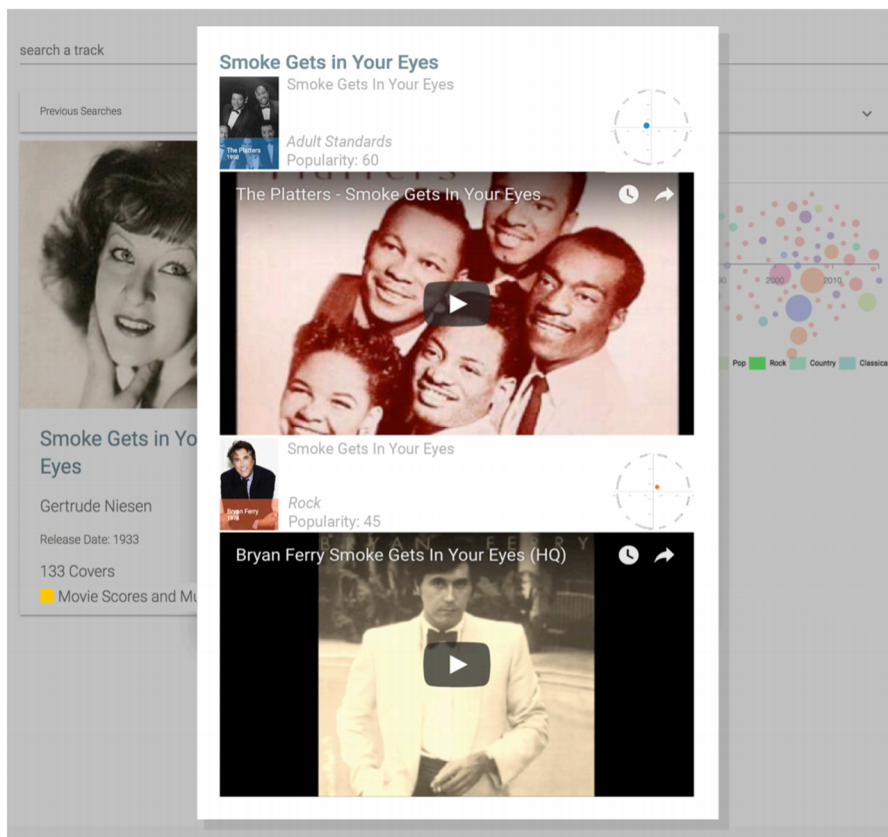 search a track
Previous Searches
Smoke Gets in Your Eyes
Smoke Gets In Your Eyes
The Platters
1958
Adult Standards
Popularity: 60
The Platters - Smoke Gets In Your Eyes
Smoke Gets In Your Eyes
Bryan Ferry
Rock
Popularity: 45
Bryan Ferry Smoke Gets In Your Eyes (HQ)
BRYAN FERRY
Smoke Gets in Yo
Eyes
Gertrude Niesen
Release Date: 1933
133 Covers
Movie Scores and Mu
2000
2010
Pop
Rock
Country
Classica